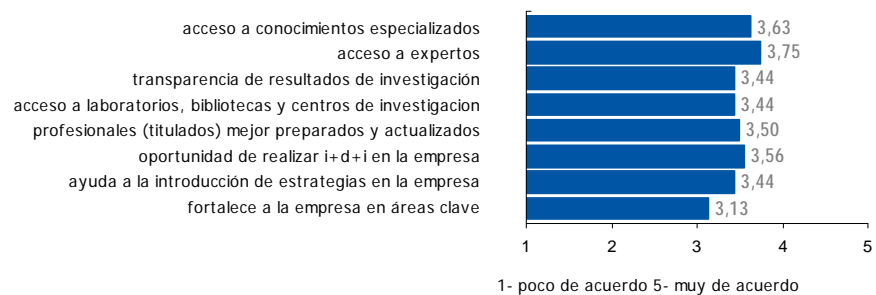 acceso a conocimientos especializados 3,63
acceso a expertos 3,75
transparencia de resultados de investigación 3,44
acceso a laboratorios, bibliotecas y centros de investigacion 3,44
profesionales (titulados) mejor preparados y actualizados 3,50
oportunidad de realizar i+d+i en la empresa 3,56
ayuda a la introducción de estrategias en la empresa 3,44
fortalece a la empresa en áreas clave 3,13
1 2 3 4 5
1- poco de acuerdo 5- muy de acuerdo